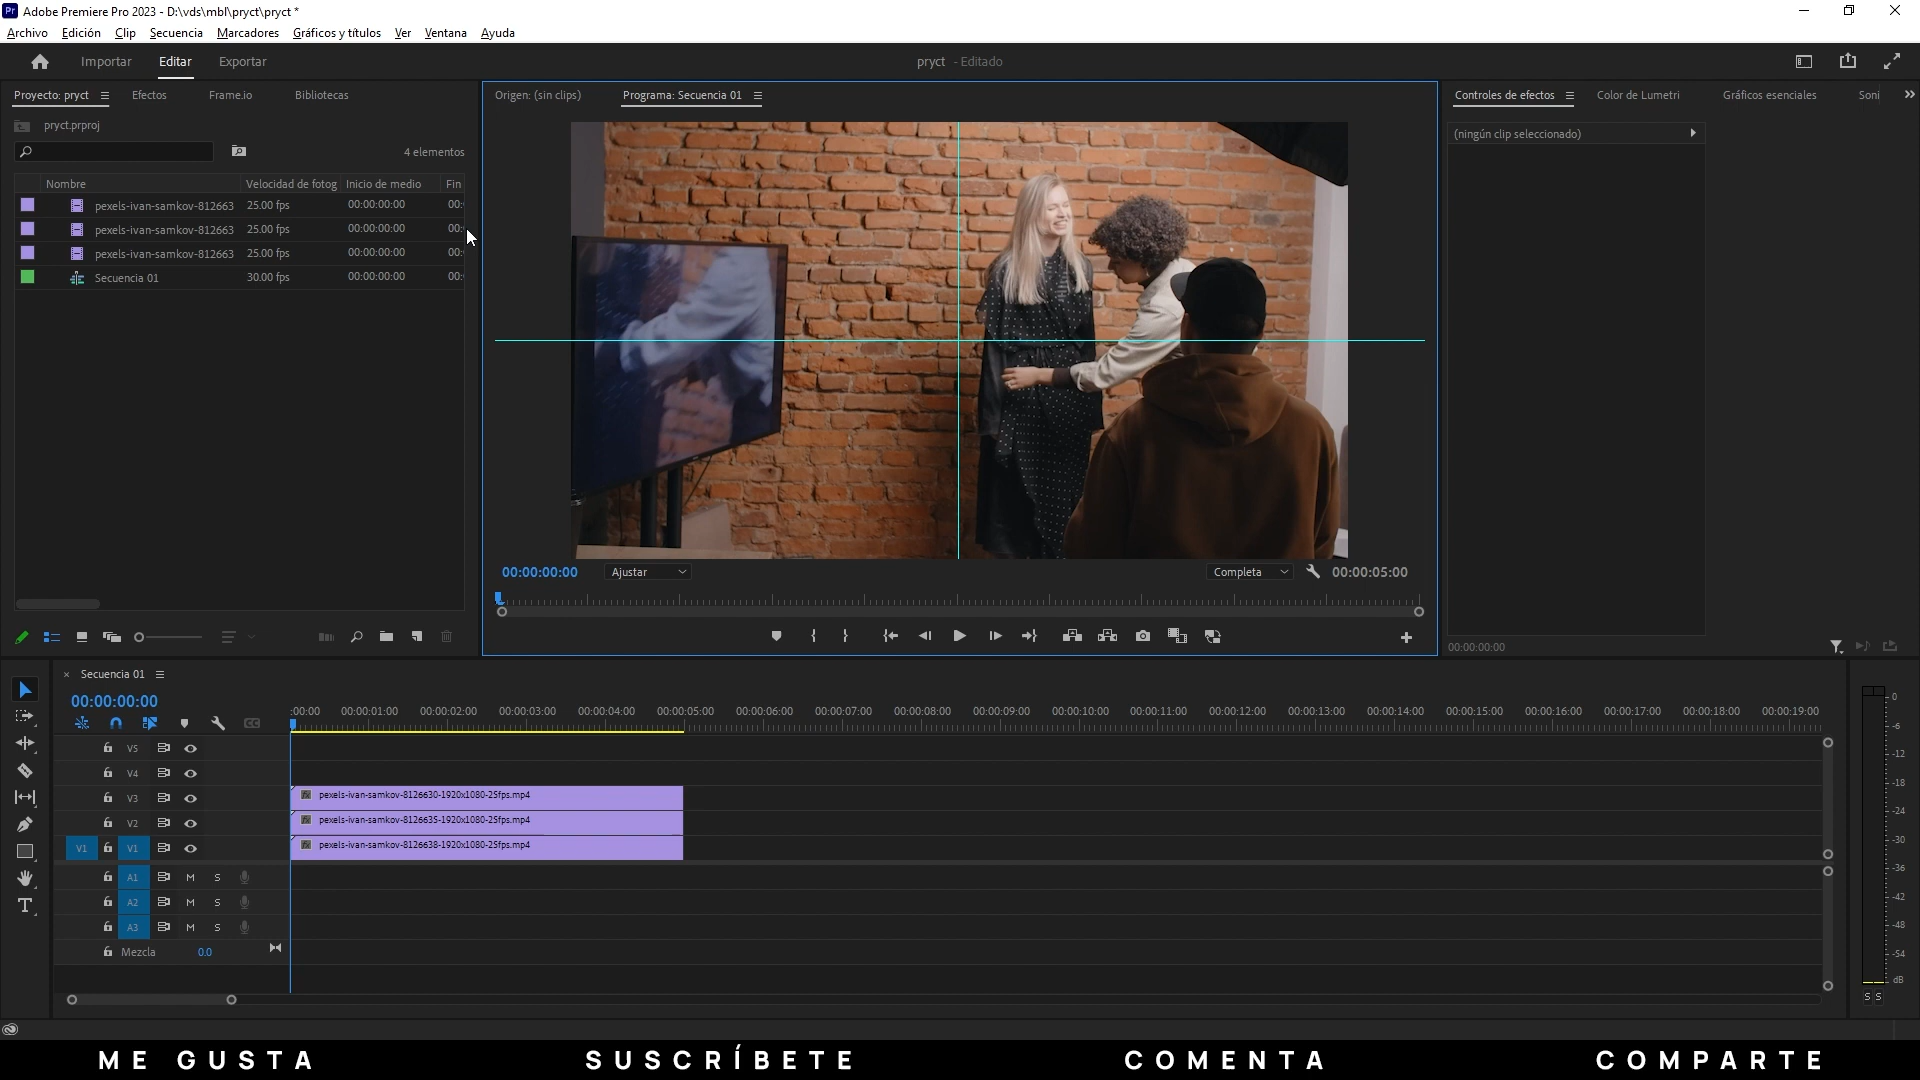 Pr Adobe Premiere Pro 2023 - D:\vds\mbl\pryct\pryct *
Archivo Edición Clip Secuencia Marcadores Gráficos y títulos Ver Ventana Ayuda
Importar Editar Exportar
pryct - Editado
Proyecto: pryct Efectos Frame.io Bibliotecas
pryct.prproj
4 elementos
Nombre Velocidad de fotog Inicio de medio Fin
pexels-ivan-samkov-812663 25.00 fps 00:00:00:00 00:
pexels-ivan-samkov-812663 25.00 fps 00:00:00:00 00:
pexels-ivan-samkov-812663 25.00 fps 00:00:00:00 00:
Secuencia 01 30.00 fps 00:00:00:00 00:
Origen: (sin clips) Programa: Secuencia 01
00:00:00:00 Ajustar Completa 00:00:05:00
Controles de efectos Color de Lumetri Gráficos esenciales Soni
(ningún clip seleccionado)
00:00:00:00
× Secuencia 01
00:00:00:00
:00:00 00:00:01:00 00:00:02:00 00:00:03:00 00:00:04:00 00:00:05:00 00:00:06:00 00:00:07:00 00:00:08:00 00:00:09:00 00:00:10:00 00:00:11:00 00:00:12:00 00:00:13:00 00:00:14:00 00:00:15:00 00:00:16:00 00:00:17:00 00:00:18:00 00:00:19:00
CC
V5
V4
V3 pexels-ivan-samkov-8126630-1920x1080-25fps.mp4
V2 pexels-ivan-samkov-8126635-1920x1080-25fps.mp4
V1 V1 pexels-ivan-samkov-8126638-1920x1080-25fps.mp4
A1 M S
A2 M S
A3 M S
Mezcla 0.0
0
-6
-12
-18
-24
-30
-36
-42
-48
-54
dB
S S
ME GUSTA SUSCRÍBETE COMENTA COMPARTE